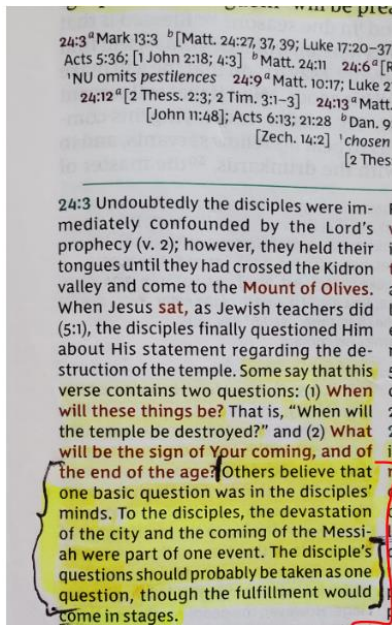 24:3 a Mark 13:3 b [Matt. 24:27, 37, 39; Luke 17:20–37
Acts 5:36; [1 John 2:18; 4:3] b Matt. 24:11 24:6 a [R
1 NU omits pestilences 24:9 a Matt. 10:17; Luke 2
24:12 a [2 Thess. 2:3; 2 Tim. 3:1–3] 24:13 a Matt.
[John 11:48]; Acts 6:13; 21:28 b Dan. 9
[Zech. 14:2] 1 chosen
[2 Thes
24:3 Undoubtedly the disciples were im-
mediately confounded by the Lord's
prophecy (v. 2); however, they held their
tongues until they had crossed the Kidron
valley and come to the Mount of Olives.
When Jesus sat, as Jewish teachers did
(5:1), the disciples finally questioned Him
about His statement regarding the de-
struction of the temple. Some say that this
verse contains two questions: (1) When
will these things be? That is, “When will
the temple be destroyed?” and (2) What
will be the sign of Your coming, and of
the end of the age? Others believe that
one basic question was in the disciples'
minds. To the disciples, the devastation
of the city and the coming of the Messi-
ah were part of one event. The disciple's
questions should probably be taken as one
question, though the fulfillment would
come in stages.